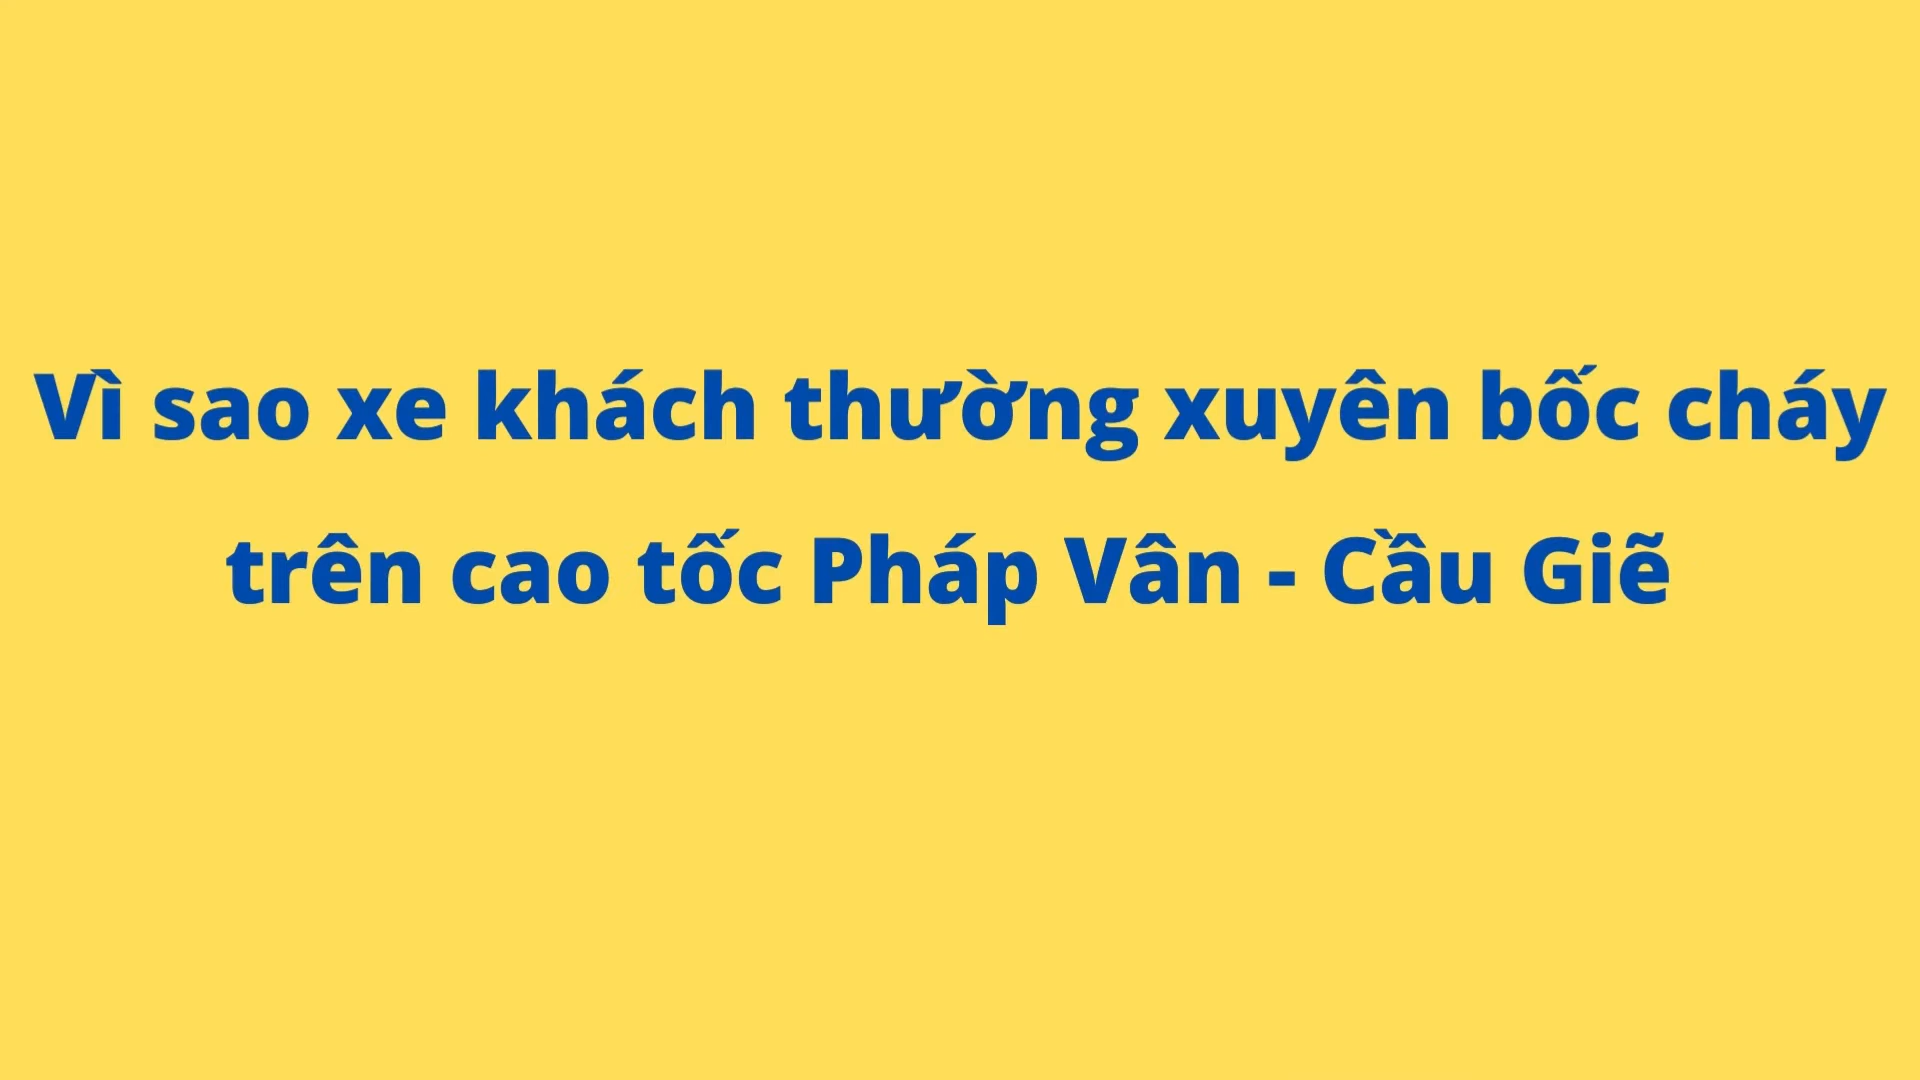 Vì sao xe khách thường xuyên bốc cháy
trên cao tốc Pháp Vân - Cầu Giẽ